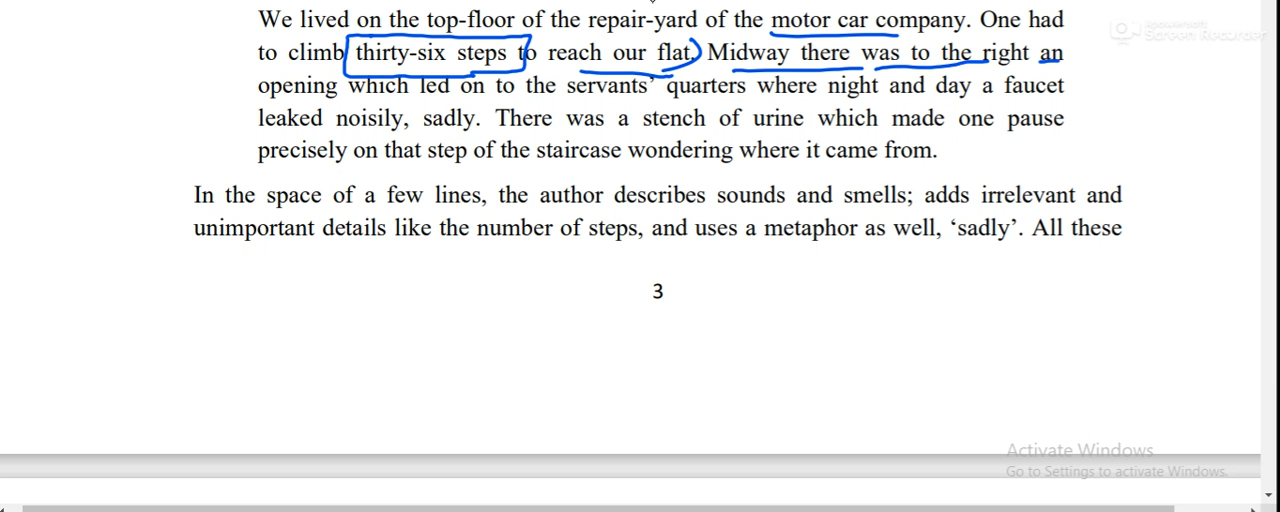 We lived on the top-floor of the repair-yard of the motor car company. One had
to climb thirty-six steps to reach our flat. Midway there was to the right an
opening which led on to the servants' quarters where night and day a faucet
leaked noisily, sadly. There was a stench of urine which made one pause
precisely on that step of the staircase wondering where it came from.
In the space of a few lines, the author describes sounds and smells; adds irrelevant and
unimportant details like the number of steps, and uses a metaphor as well, ‘sadly’. All these
3
Activate Windows
Go to Settings to activate Windows.
Screen Recorder